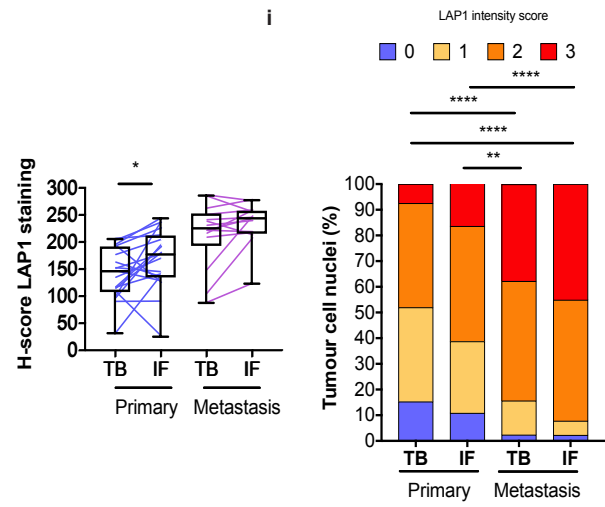 i
*
H-score LAP1 staining
300
250
200
150
100
50
0
TB IF TB IF
Primary Metastasis
LAP1 intensity score
0 1 2 3
****
****
****
**
Tumour cell nuclei (%)
100
90
80
70
60
50
40
30
20
10
0
TB IF TB IF
Primary Metastasis